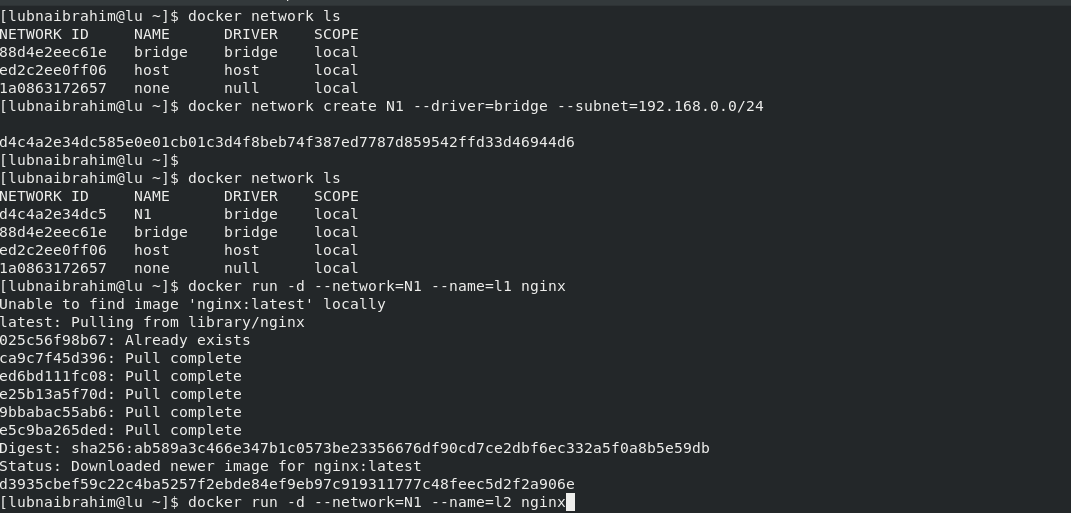 [lubnaibrahim@lu ~]$ docker network ls
NETWORK ID     NAME      DRIVER    SCOPE
88d4e2eec61e   bridge    bridge    local
ed2c2ee0ff06   host      host      local
1a0863172657   none      null      local
[lubnaibrahim@lu ~]$ docker network create N1 --driver=bridge --subnet=192.168.0.0/24
d4c4a2e34dc585e0e01cb01c3d4f8beb74f387ed7787d859542ffd33d46944d6
[lubnaibrahim@lu ~]$
[lubnaibrahim@lu ~]$ docker network ls
NETWORK ID     NAME      DRIVER    SCOPE
d4c4a2e34dc5   N1        bridge    local
88d4e2eec61e   bridge    bridge    local
ed2c2ee0ff06   host      host      local
1a0863172657   none      null      local
[lubnaibrahim@lu ~]$ docker run -d --network=N1 --name=l1 nginx
Unable to find image 'nginx:latest' locally
latest: Pulling from library/nginx
025c56f98b67: Already exists
ca9c7f45d396: Pull complete
ed6bd111fc08: Pull complete
e25b13a5f70d: Pull complete
9bbabac55ab6: Pull complete
e5c9ba265ded: Pull complete
Digest: sha256:ab589a3c466e347b1c0573be23356676df90cd7ce2dbf6ec332a5f0a8b5e59db
Status: Downloaded newer image for nginx:latest
d3935cbef59c22c4ba5257f2ebde84ef9eb97c919311777c48feec5d2f2a906e
[lubnaibrahim@lu ~]$ docker run -d --network=N1 --name=l2 nginx